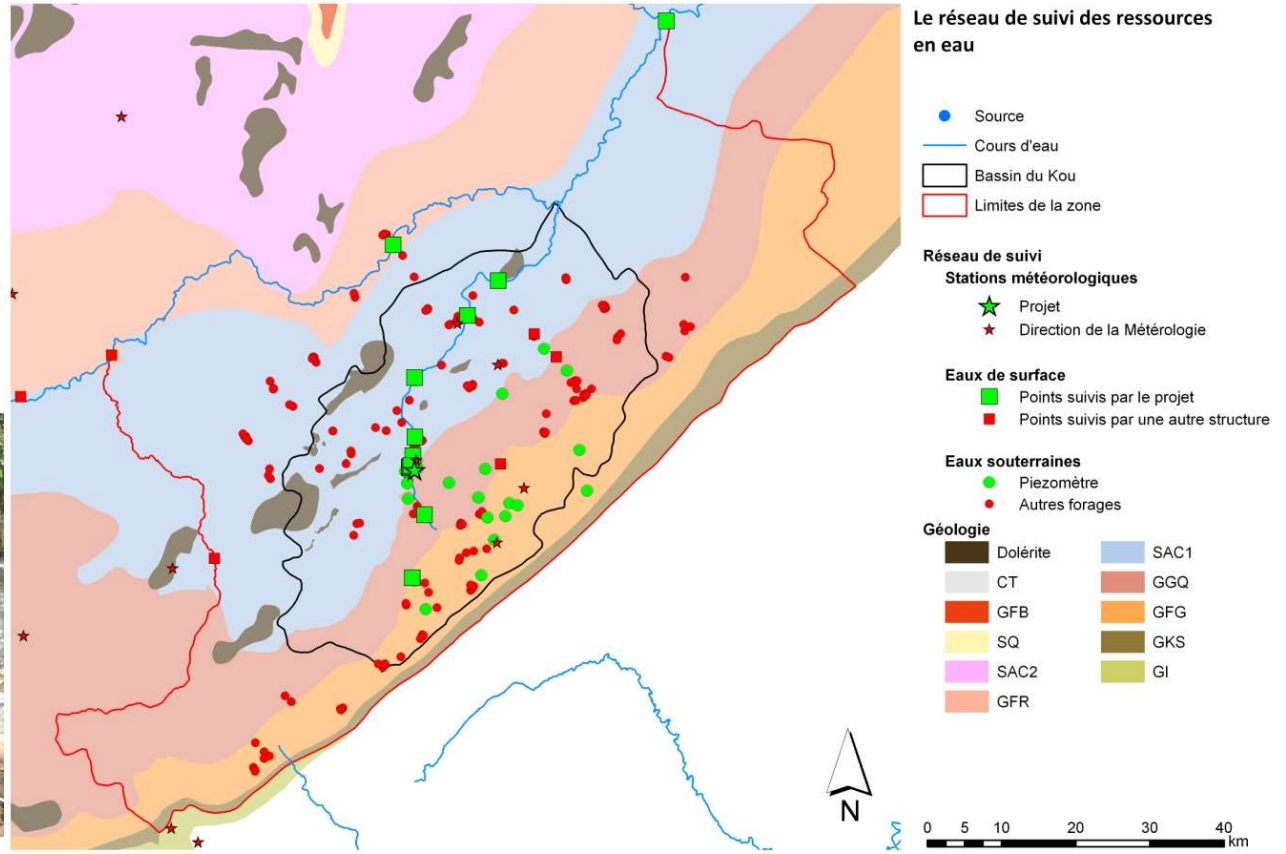 Le réseau de suivi des ressources
en eau
Source
Cours d'eau
Bassin du Kou
Limites de la zone
Réseau de suivi
Stations météorologiques
Projet
Direction de la Métérologie
Eaux de surface
Points suivis par le projet
Points suivis par une autre structure
Eaux souterraines
Piezomètre
Autres forages
Géologie
Dolérite
CT
GFB
SQ
SAC2
GFR
SAC1
GGQ
GFG
GKS
GI
N
0 5 10 20 30 40
km